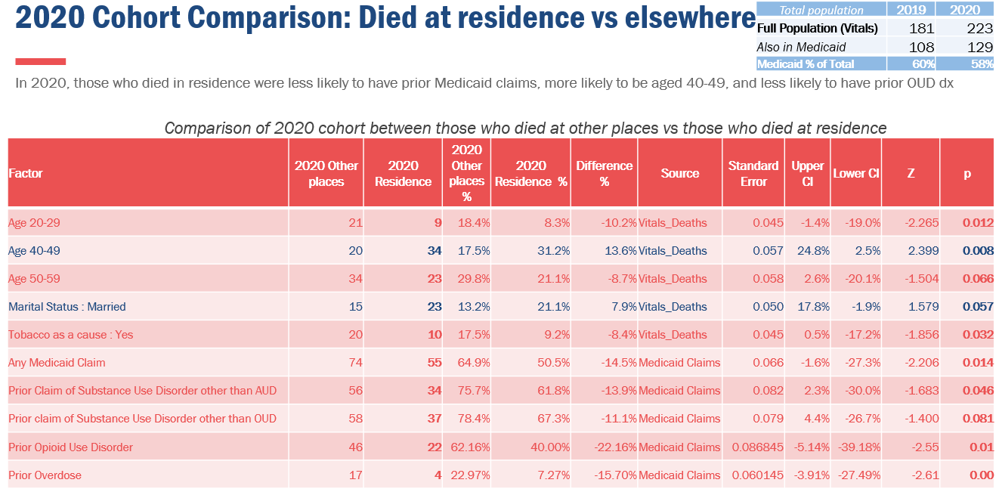 2020 Cohort Comparison: Died at residence vs elsewhere
Total population 2019 2020
Full Population (Vitals) 181 223
Also in Medicaid 108 129
Medicaid % of Total 60% 58%
In 2020, those who died in residence were less likely to have prior Medicaid claims, more likely to be aged 40-49, and less likely to have prior OUD dx
Comparison of 2020 cohort between those who died at other places vs those who died at residence
Factor 2020 Other places 2020 Residence 2020 Other places % 2020 Residence % Difference % Source Standard Error Upper CI Lower CI Z p
Age 20-29 21 9 18.4% 8.3% -10.2% Vitals_Deaths 0.045 -1.4% -19.0% -2.265 0.012
Age 40-49 20 34 17.5% 31.2% 13.6% Vitals_Deaths 0.057 24.8% 2.5% 2.399 0.008
Age 50-59 34 23 29.8% 21.1% -8.7% Vitals_Deaths 0.058 2.6% -20.1% -1.504 0.066
Marital Status : Married 15 23 13.2% 21.1% 7.9% Vitals_Deaths 0.050 17.8% -1.9% 1.579 0.057
Tobacco as a cause : Yes 20 10 17.5% 9.2% -8.4% Vitals_Deaths 0.045 0.5% -17.2% -1.856 0.032
Any Medicaid Claim 74 55 64.9% 50.5% -14.5% Medicaid Claims 0.066 -1.6% -27.3% -2.206 0.014
Prior Claim of Substance Use Disorder other than AUD 56 34 75.7% 61.8% -13.9% Medicaid Claims 0.082 2.3% -30.0% -1.683 0.046
Prior claim of Substance Use Disorder other than OUD 58 37 78.4% 67.3% -11.1% Medicaid Claims 0.079 4.4% -26.7% -1.400 0.081
Prior Opioid Use Disorder 46 22 62.16% 40.00% -22.16% Medicaid Claims 0.086845 -5.14% -39.18% -2.55 0.01
Prior Overdose 17 4 22.97% 7.27% -15.70% Medicaid Claims 0.060145 -3.91% -27.49% -2.61 0.00